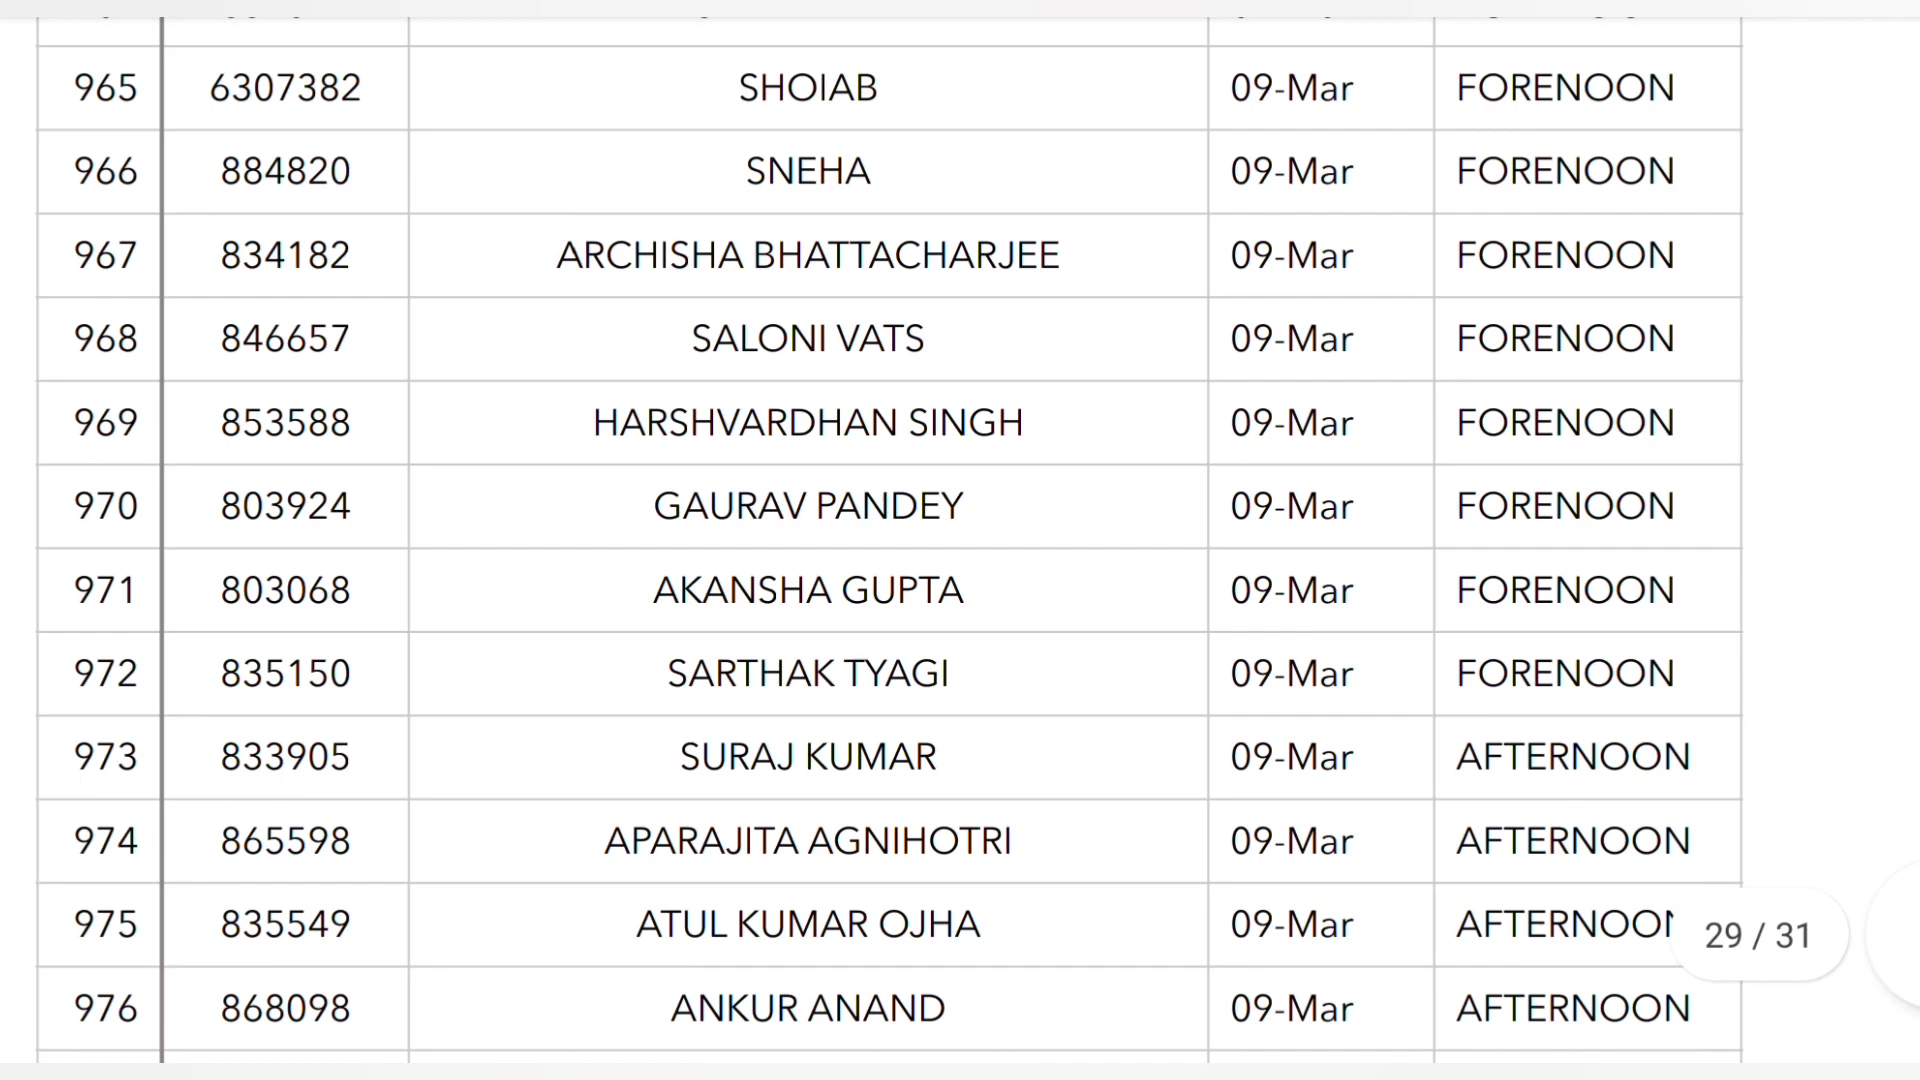 965 6307382 SHOIAB 09-Mar FORENOON
966 884820 SNEHA 09-Mar FORENOON
967 834182 ARCHISHA BHATTACHARJEE 09-Mar FORENOON
968 846657 SALONI VATS 09-Mar FORENOON
969 853588 HARSHVARDHAN SINGH 09-Mar FORENOON
970 803924 GAURAV PANDEY 09-Mar FORENOON
971 803068 AKANSHA GUPTA 09-Mar FORENOON
972 835150 SARTHAK TYAGI 09-Mar FORENOON
973 833905 SURAJ KUMAR 09-Mar AFTERNOON
974 865598 APARAJITA AGNIHOTRI 09-Mar AFTERNOON
975 835549 ATUL KUMAR OJHA 09-Mar AFTERNOON
29 / 31
976 868098 ANKUR ANAND 09-Mar AFTERNOON